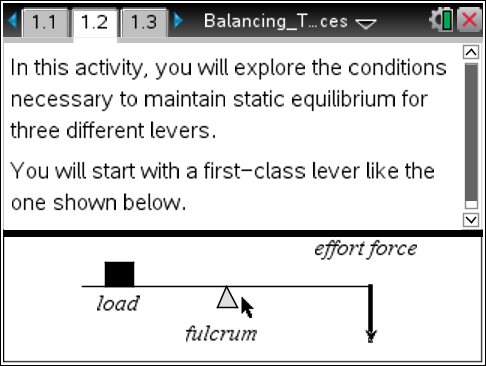 1.1 1.2 1.3 Balancing_T...ces
In this activity, you will explore the conditions
necessary to maintain static equilibrium for
three different levers.
You will start with a first-class lever like the
one shown below.
effort force
load
fulcrum